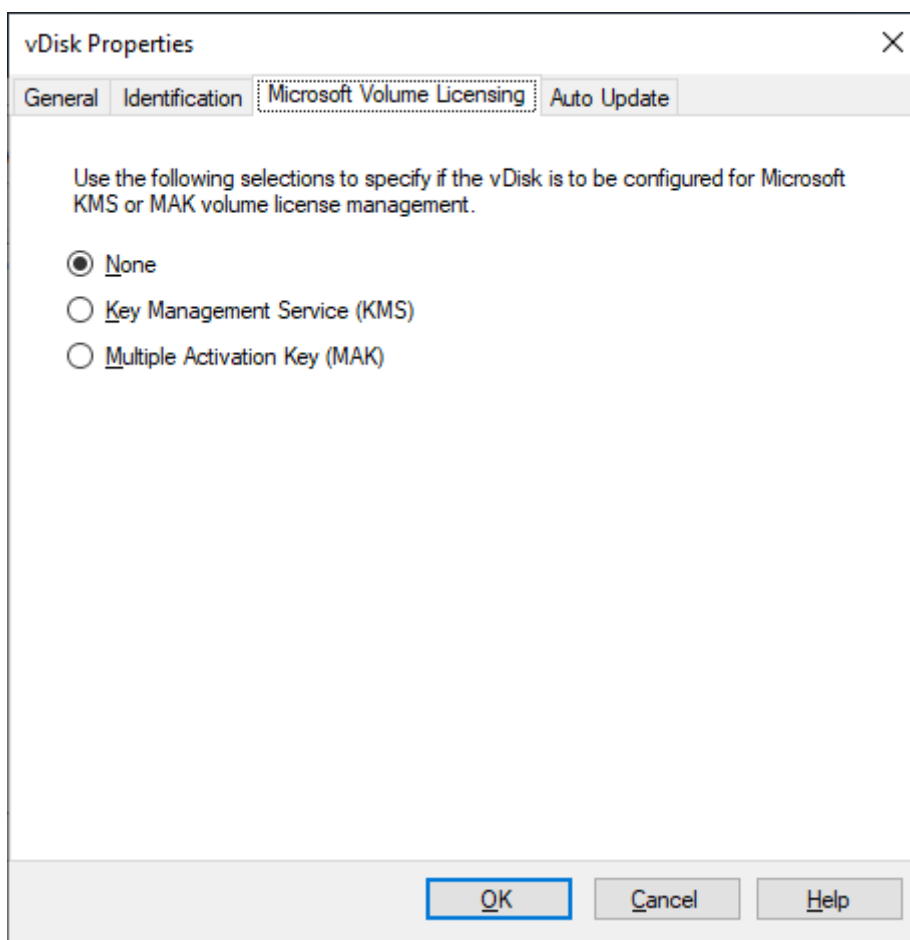 vDisk Properties
General Identification Microsoft Volume Licensing Auto Update
Use the following selections to specify if the vDisk is to be configured for Microsoft
KMS or MAK volume license management.
None
Key Management Service (KMS)
Multiple Activation Key (MAK)
OK Cancel Help